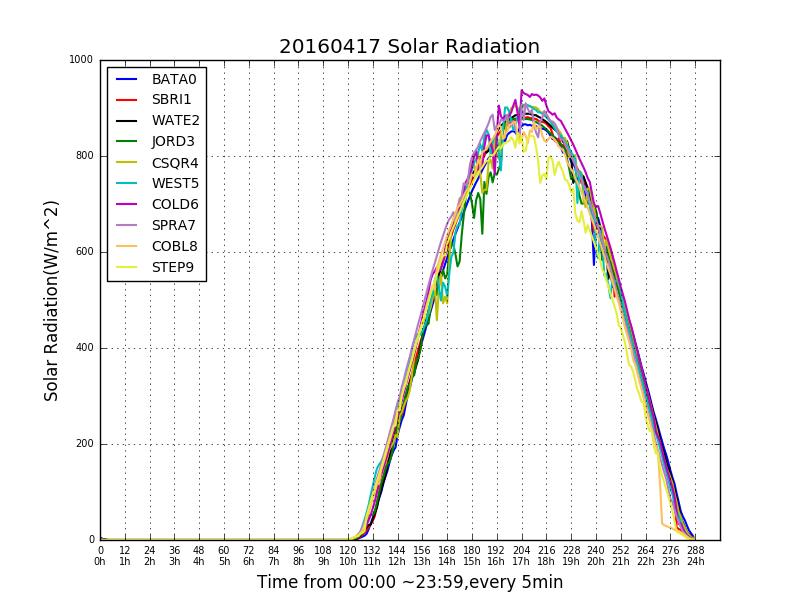 20160417 Solar Radiation
1000
800
600
400
200
0
Solar Radiation(W/m^2)
BATA0
SBRI1
WATE2
JORD3
CSQR4
WEST5
COLD6
SPRA7
COBL8
STEP9
0 12 24 36 48 60 72 84 96 108 120 132 144 156 168 180 192 204 216 228 240 252 264 276 288
0h 1h 2h 3h 4h 5h 6h 7h 8h 9h 10h 11h 12h 13h 14h 15h 16h 17h 18h 19h 20h 21h 22h 23h 24h
Time from 00:00 ~23:59,every 5min